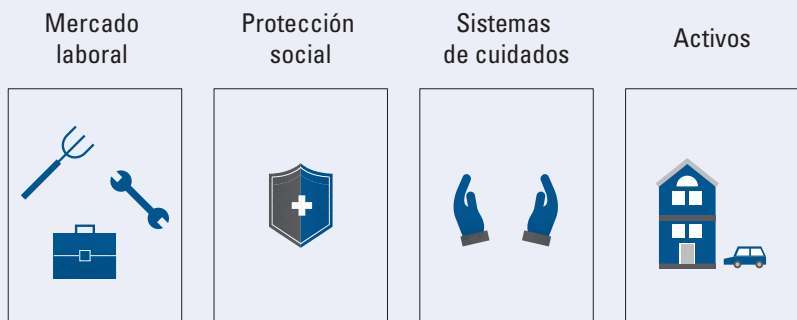 Mercado
laboral
Protección
social
Sistemas
de cuidados
Activos